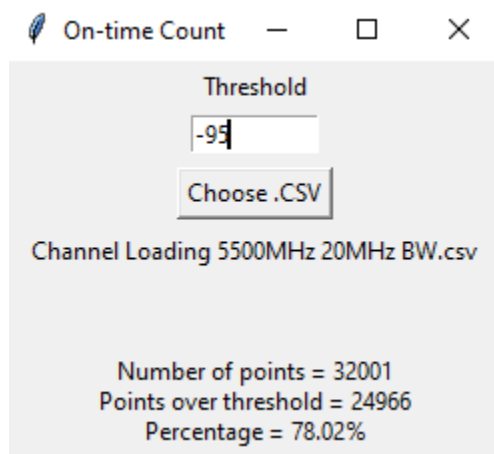 On-time Count
Threshold
-95
Choose .CSV
Channel Loading 5500MHz 20MHz BW.csv
Number of points = 32001
Points over threshold = 24966
Percentage = 78.02%